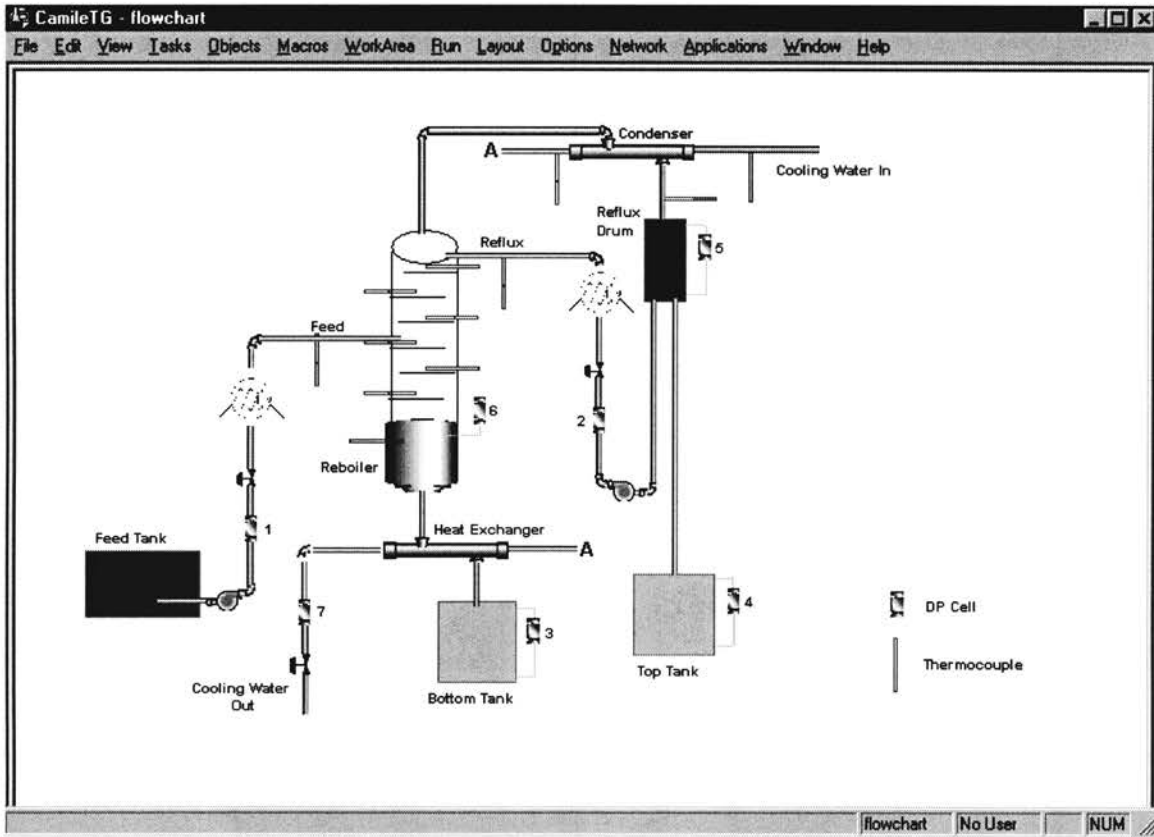 CamileTG - flowchart
File Edit View Tasks Objects Macros WorkArea Run Layout Options Network Applications Window Help
Condenser
A
Cooling Water In
Reflux
Drum
5
Reflux
Feed
6
2
Reboiler
1
Heat Exchanger
Feed Tank
A
7
3
4
DP Cell
Thermocouple
Top Tank
Cooling Water
Out
Bottom Tank
flowchart No User NUM